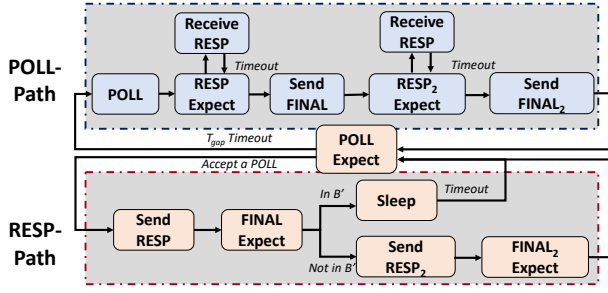 Receive
RESP
Receive
RESP
Timeout
Timeout
POLL-
Path
POLL
RESP
Expect
Send
FINAL
RESP₂
Expect
Send
FINAL₂
T_gap Timeout
POLL
Expect
Accept a POLL
RESP-
Path
Send
RESP
FINAL
Expect
In B'
Sleep
Timeout
Not in B'
Send
RESP₂
FINAL₂
Expect